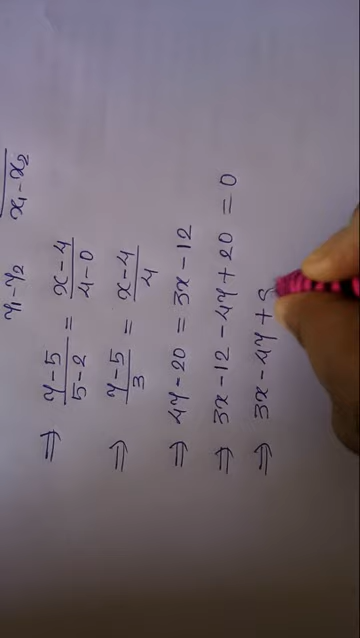 y₁-y₂ x₁-x₂
⇒ (y-5)/(5-2) = (x-4)/(4-0)
⇒ (y-5)/3 = (x-4)/4
⇒ 4y-20 = 3x-12
⇒ 3x-12-4y+20 = 0
⇒ 3x-4y+